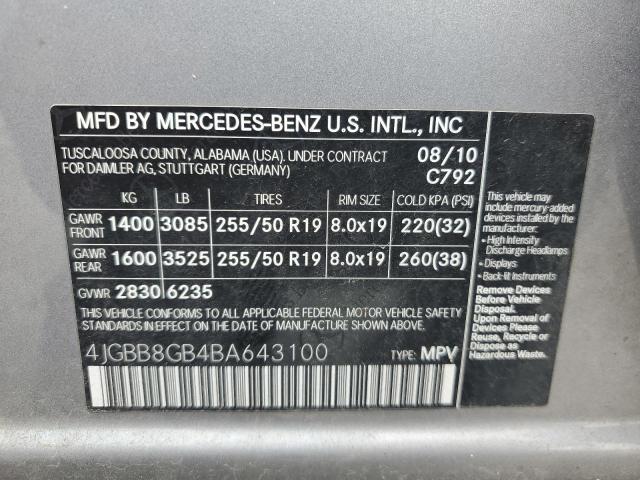 MFD BY MERCEDES-BENZ U.S. INTL., INC
TUSCALOOSA COUNTY, ALABAMA (USA). UNDER CONTRACT
FOR DAIMLER AG, STUTTGART (GERMANY)
08/10
C792
KG LB TIRES RIM SIZE COLD KPA (PSI)
GAWR FRONT 1400 3085 255/50 R19 8.0x19 220(32)
GAWR REAR 1600 3525 255/50 R19 8.0x19 260(38)
GVWR 2830 6235
THIS VEHICLE CONFORMS TO ALL APPLICABLE FEDERAL MOTOR VEHICLE SAFETY
STANDARDS IN EFFECT ON THE DATE OF MANUFACTURE SHOWN ABOVE.
4JGBB8GB4BA643100 TYPE: MPV
This vehicle may
include mercury-added
devices installed by the
manufacturer:
• High Intensity
Discharge Headlamps
• Displays
• Back-lit Instruments
Remove Devices
Before Vehicle
Disposal.
Please Reduce,
Reuse, Recycle or
Dispose as
Hazardous Waste.